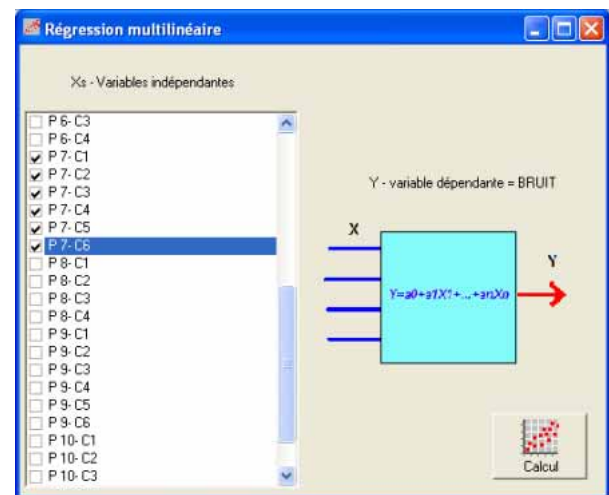 Régression multilinéaire
Xs - Variables indépendantes
P 6- C3
P 6- C4
P 7- C1
P 7- C2
P 7- C3
P 7- C4
P 7- C5
P 7- C6
P 8- C1
P 8- C2
P 8- C3
P 8- C4
P 9- C1
P 9- C2
P 9- C3
P 9- C4
P 9- C5
P 9- C6
P 10- C1
P 10- C2
P 10- C3
Y - variable dépendante = BRUIT
X
Y
Y=a0+a1X1+...+anXn
Calcul